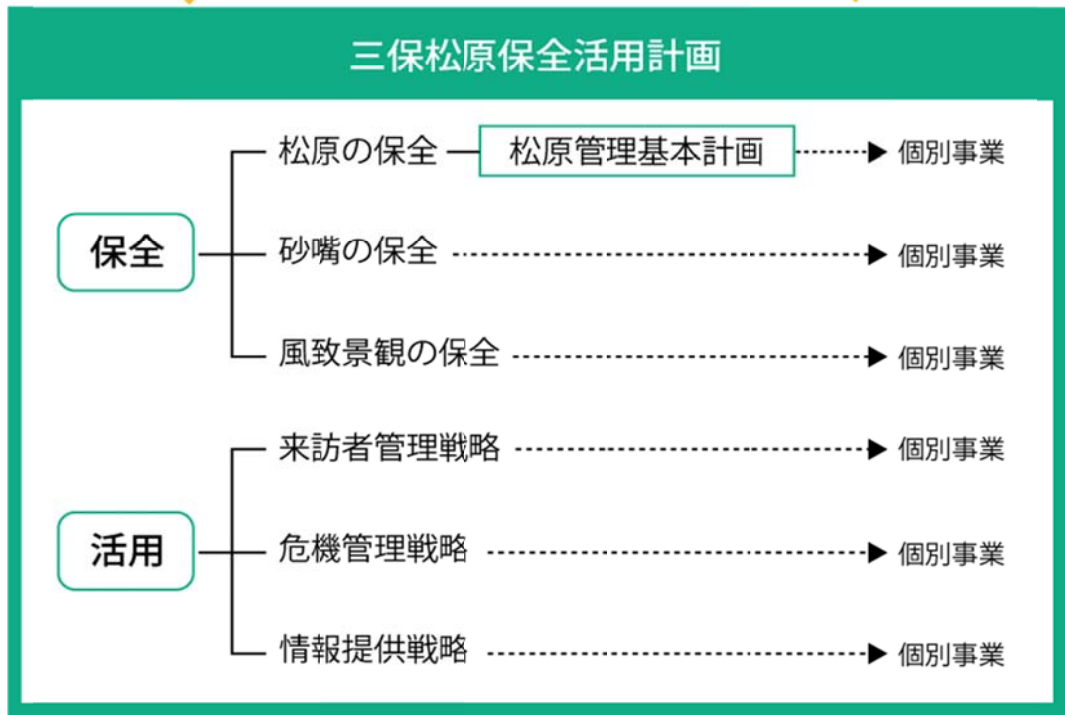 三保松原保全活用計画
松原の保全 松原管理基本計画 個別事業
保全
砂嘴の保全 個別事業
風致景観の保全 個別事業
来訪者管理戦略 個別事業
活用
危機管理戦略 個別事業
情報提供戦略 個別事業